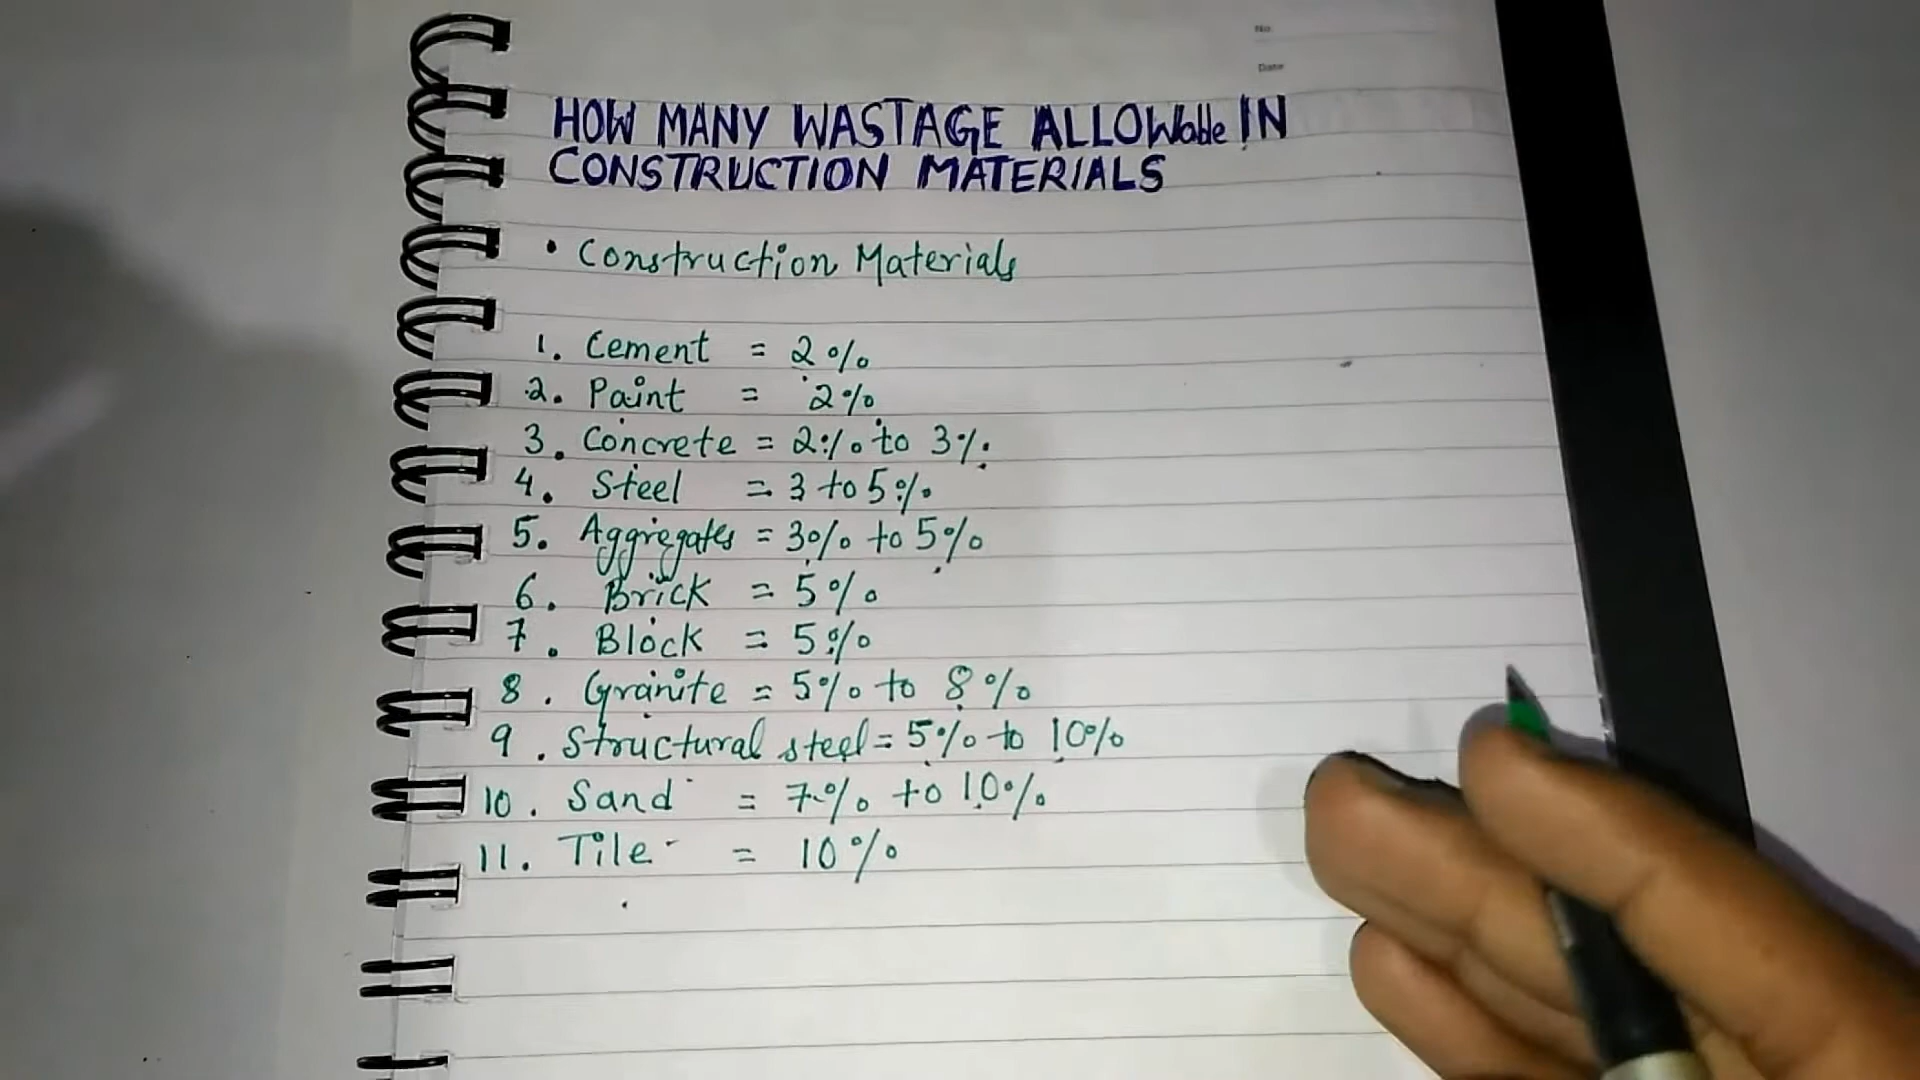 No
Date
HOW MANY WASTAGE ALLOWable IN
CONSTRUCTION MATERIALS
• Construction Materials
1. Cement = 2%
2. Paint = 2%
3. Concrete = 2% to 3%
4. Steel = 3 to 5%
5. Aggregates = 3% to 5%
6. Brick = 5%
7. Block = 5%
8. Granite = 5% to 8%
9. Structural steel = 5% to 10%
10. Sand = 7% to 10%
11. Tile = 10%